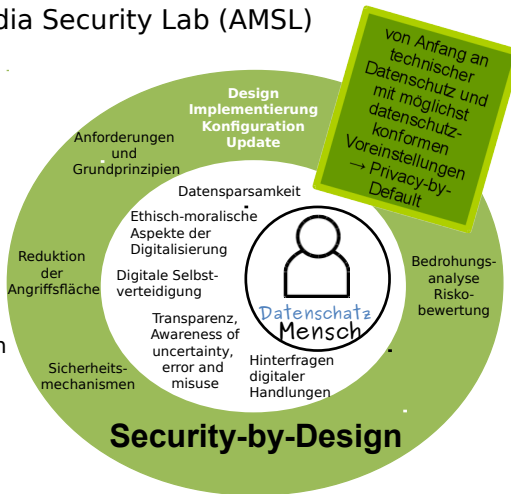 dia Security Lab (AMSL)
von Anfang an
technischer
Datenschutz und
mit möglichst
datenschutz-
konformen
Voreinstellungen
→ Privacy-by-
Default
Design
Implementierung
Konfiguration
Update
Anforderungen
und
Grundprinzipien
Datensparsamkeit
Ethisch-moralische
Aspekte der
Digitalisierung
Reduktion
der
Angriffsfläche
Digitale Selbst-
verteidigung
Bedrohungs-
analyse
Risko-
bewertung
Datenschatz
Mensch
Transparenz,
Awareness of
uncertainty,
error and
misuse
Hinterfragen
digitaler
Handlungen
Sicherheits-
mechanismen
Security-by-Design